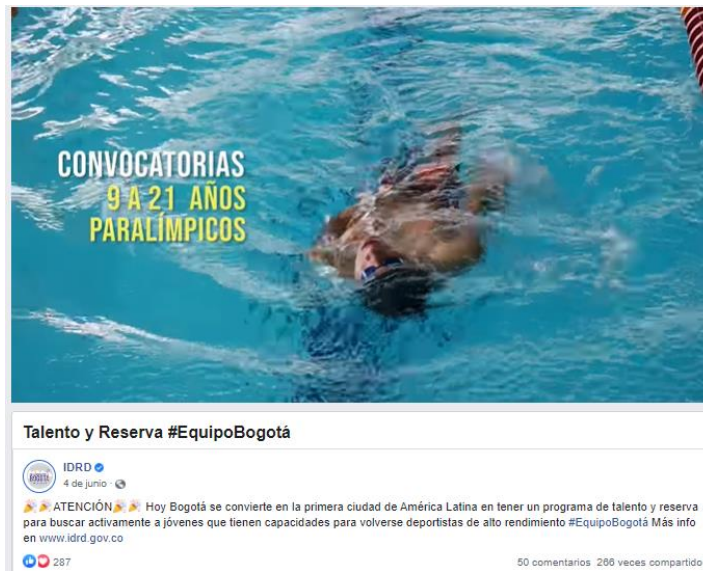 CONVOCATORIAS
9 A 21 AÑOS
PARALÍMPICOS
Talento y Reserva #EquipoBogotá
IDRD
4 de junio ·
🎉🎉ATENCIÓN🎉🎉 Hoy Bogotá se convierte en la primera ciudad de América Latina en tener un programa de talento y reserva
para buscar activamente a jóvenes que tienen capacidades para volverse deportistas de alto rendimiento #EquipoBogotá Más info
en www.idrd.gov.co
287
50 comentarios 266 veces compartido